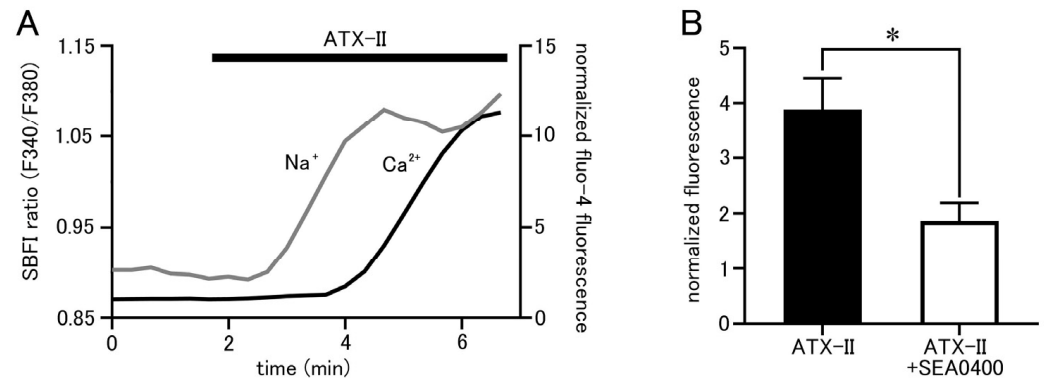 A
ATX-II
SBFI ratio (F340/F380)
1.15
1.05
0.95
0.85
Na⁺
Ca²⁺
15
10
5
0
normalized fluo-4 fluorescence
0 2 4 6
time (min)
B
*
normalized fluorescence
5
4
3
2
1
0
ATX-II
ATX-II
+SEA0400